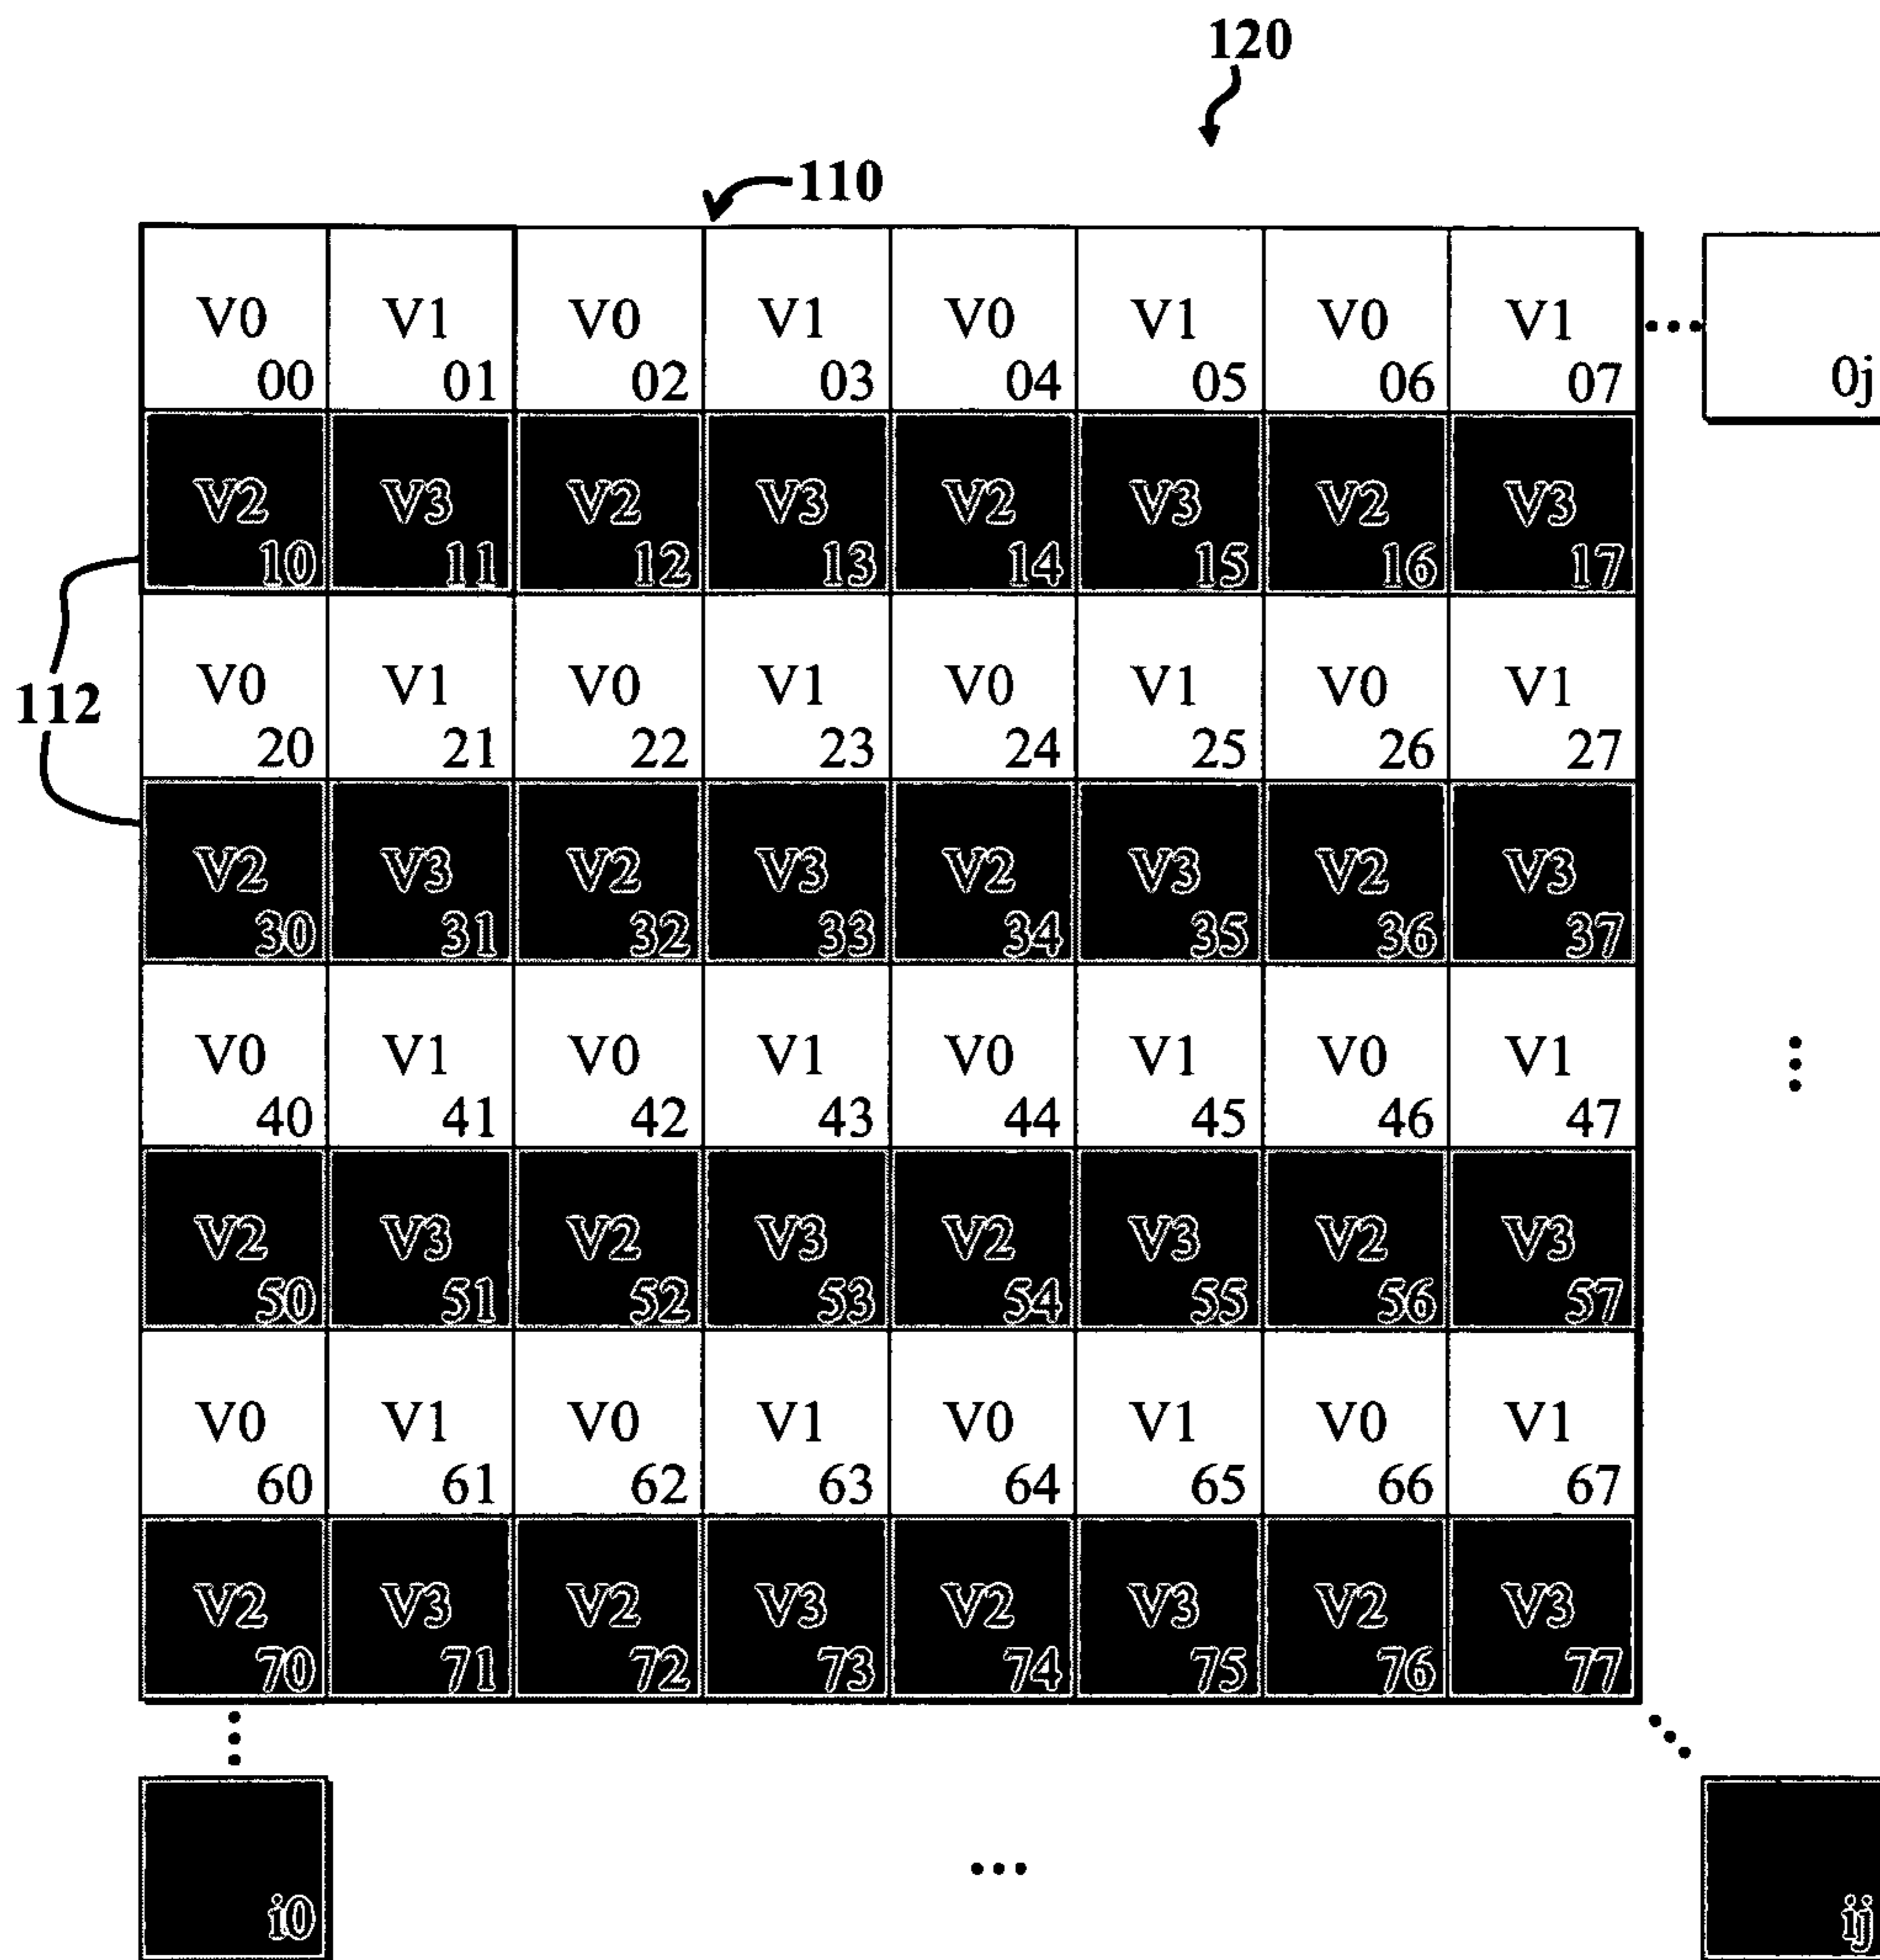 120
110
V0 V1 V0 V1 V0 V1 V0 V1
00 01 02 03 04 05 06 07 ... 0j
V2 V3 V2 V3 V2 V3 V2 V3
10 11 12 13 14 15 16 17
V0 V1 V0 V1 V0 V1 V0 V1
112
20 21 22 23 24 25 26 27
V2 V3 V2 V3 V2 V3 V2 V3
30 31 32 33 34 35 36 37
V0 V1 V0 V1 V0 V1 V0 V1
40 41 42 43 44 45 46 47
V2 V3 V2 V3 V2 V3 V2 V3
50 51 52 53 54 55 56 57
V0 V1 V0 V1 V0 V1 V0 V1
60 61 62 63 64 65 66 67
V2 V3 V2 V3 V2 V3 V2 V3
70 71 72 73 74 75 76 77
i0 ... ij